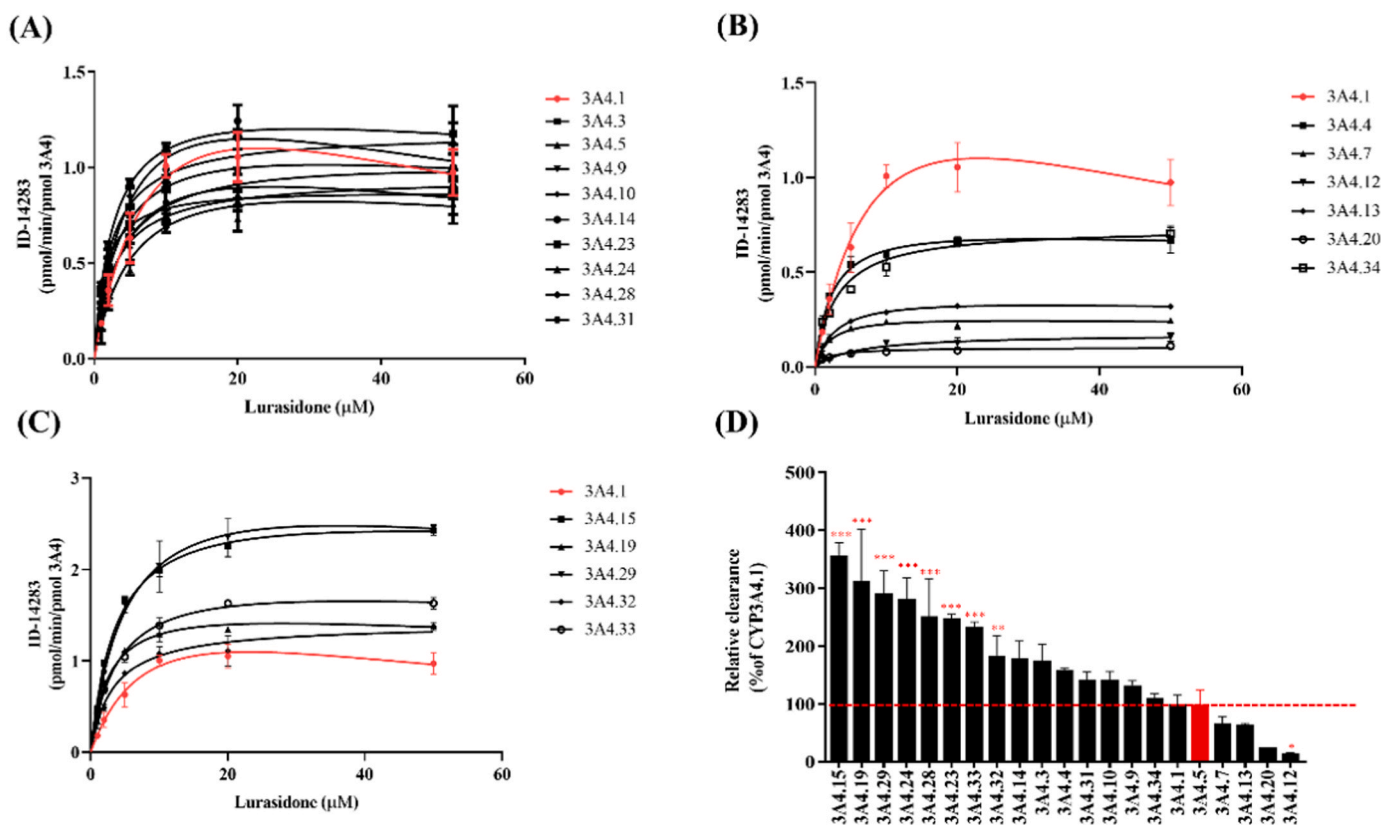 (A)
ID-14283
(pmol/min/pmol 3A4)
1.5
1.0
0.5
0.0
0
20
40
60
Lurasidone (μM)
3A4.1
3A4.3
3A4.5
3A4.9
3A4.10
3A4.14
3A4.23
3A4.24
3A4.28
3A4.31
(B)
ID-14283
(pmol/min/pmol 3A4)
1.5
1.0
0.5
0.0
0
20
40
60
Lurasidone (μM)
3A4.1
3A4.4
3A4.7
3A4.12
3A4.13
3A4.20
3A4.34
(C)
ID-14283
(pmol/min/pmol 3A4)
3
2
1
0
0
20
40
60
Lurasidone (μM)
3A4.1
3A4.15
3A4.19
3A4.29
3A4.32
3A4.33
(D)
Relative clearance
(%of CYP3A4.1)
500
400
300
200
100
0
***
***
***
***
***
***
***
**
*
3A4.15
3A4.19
3A4.29
3A4.24
3A4.28
3A4.23
3A4.33
3A4.32
3A4.14
3A4.3
3A4.4
3A4.31
3A4.10
3A4.9
3A4.34
3A4.1
3A4.5
3A4.7
3A4.13
3A4.20
3A4.12